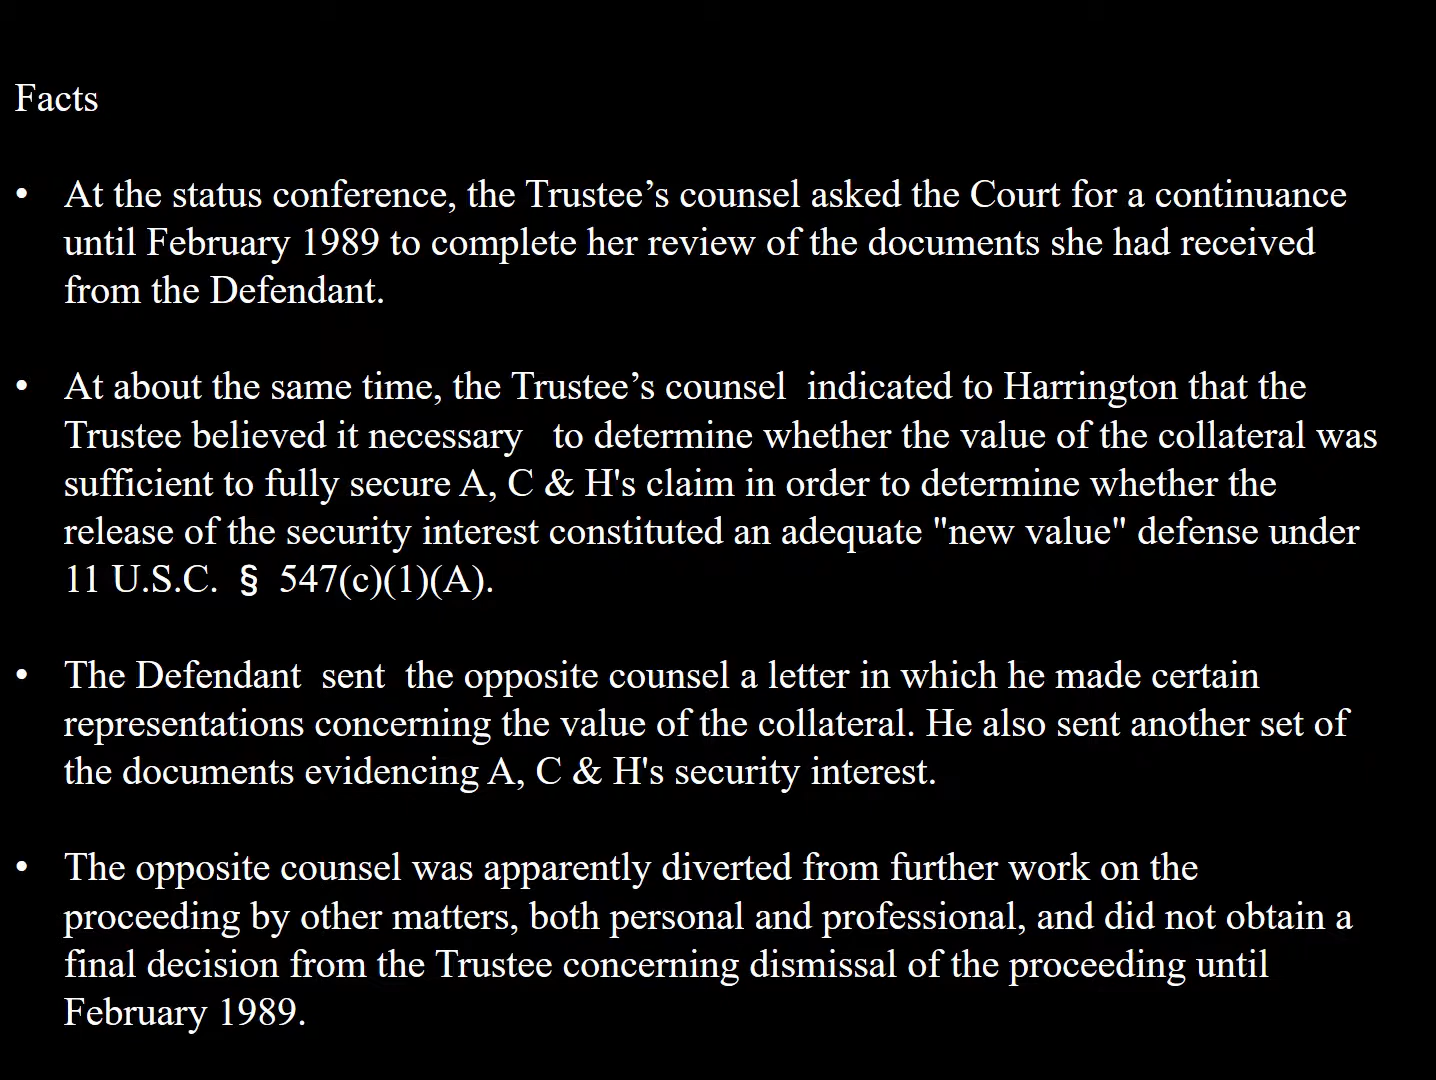 Facts
• At the status conference, the Trustee’s counsel asked the Court for a continuance
until February 1989 to complete her review of the documents she had received
from the Defendant.
• At about the same time, the Trustee’s counsel  indicated to Harrington that the
Trustee believed it necessary   to determine whether the value of the collateral was
sufficient to fully secure A, C & H's claim in order to determine whether the
release of the security interest constituted an adequate "new value" defense under
11 U.S.C.  §  547(c)(1)(A).
• The Defendant  sent  the opposite counsel a letter in which he made certain
representations concerning the value of the collateral. He also sent another set of
the documents evidencing A, C & H's security interest.
• The opposite counsel was apparently diverted from further work on the
proceeding by other matters, both personal and professional, and did not obtain a
final decision from the Trustee concerning dismissal of the proceeding until
February 1989.